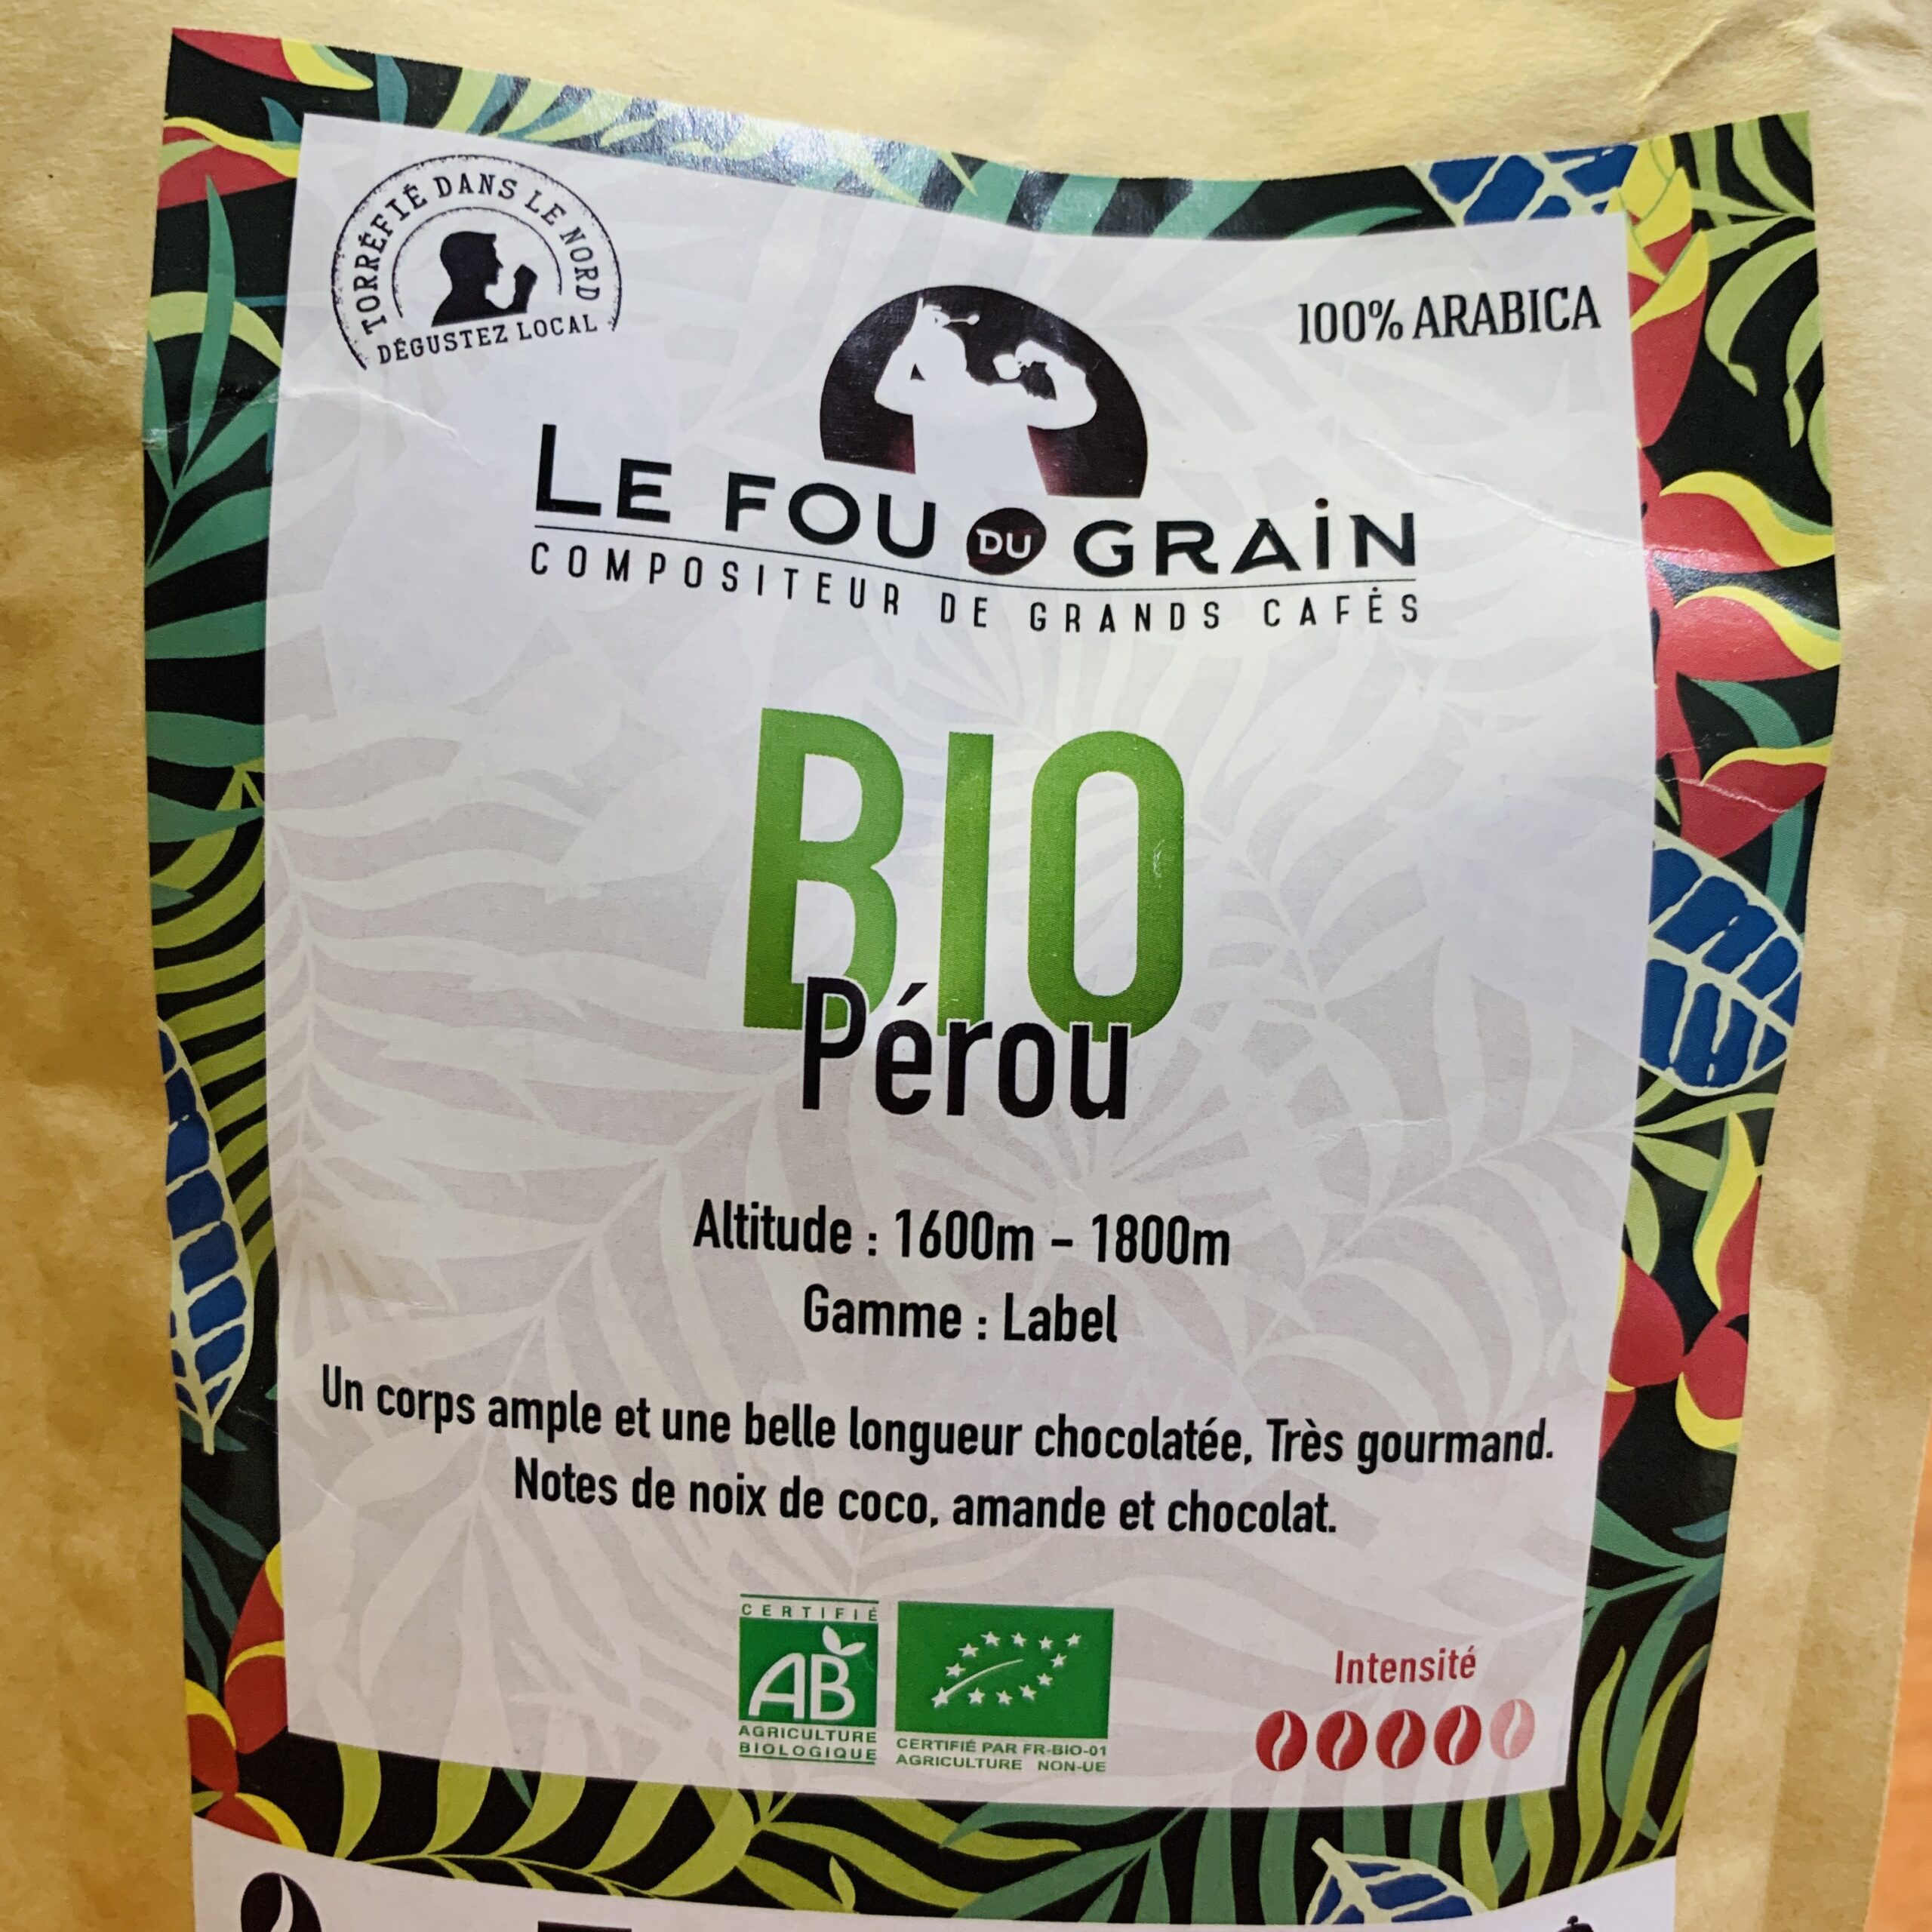 TORRÉFIÉ DANS LE NORD
DÉGUSTEZ LOCAL
100% ARABICA
LE FOU DU GRAIN
COMPOSITEUR DE GRANDS CAFÉS
BIO
Pérou
Altitude : 1600m - 1800m
Gamme : Label
Un corps ample et une belle longueur chocolatée, Très gourmand.
Notes de noix de coco, amande et chocolat.
CERTIFIÉ
AB
AGRICULTURE
BIOLOGIQUE
CERTIFIÉ PAR FR-BIO-01
AGRICULTURE NON-UE
Intensité